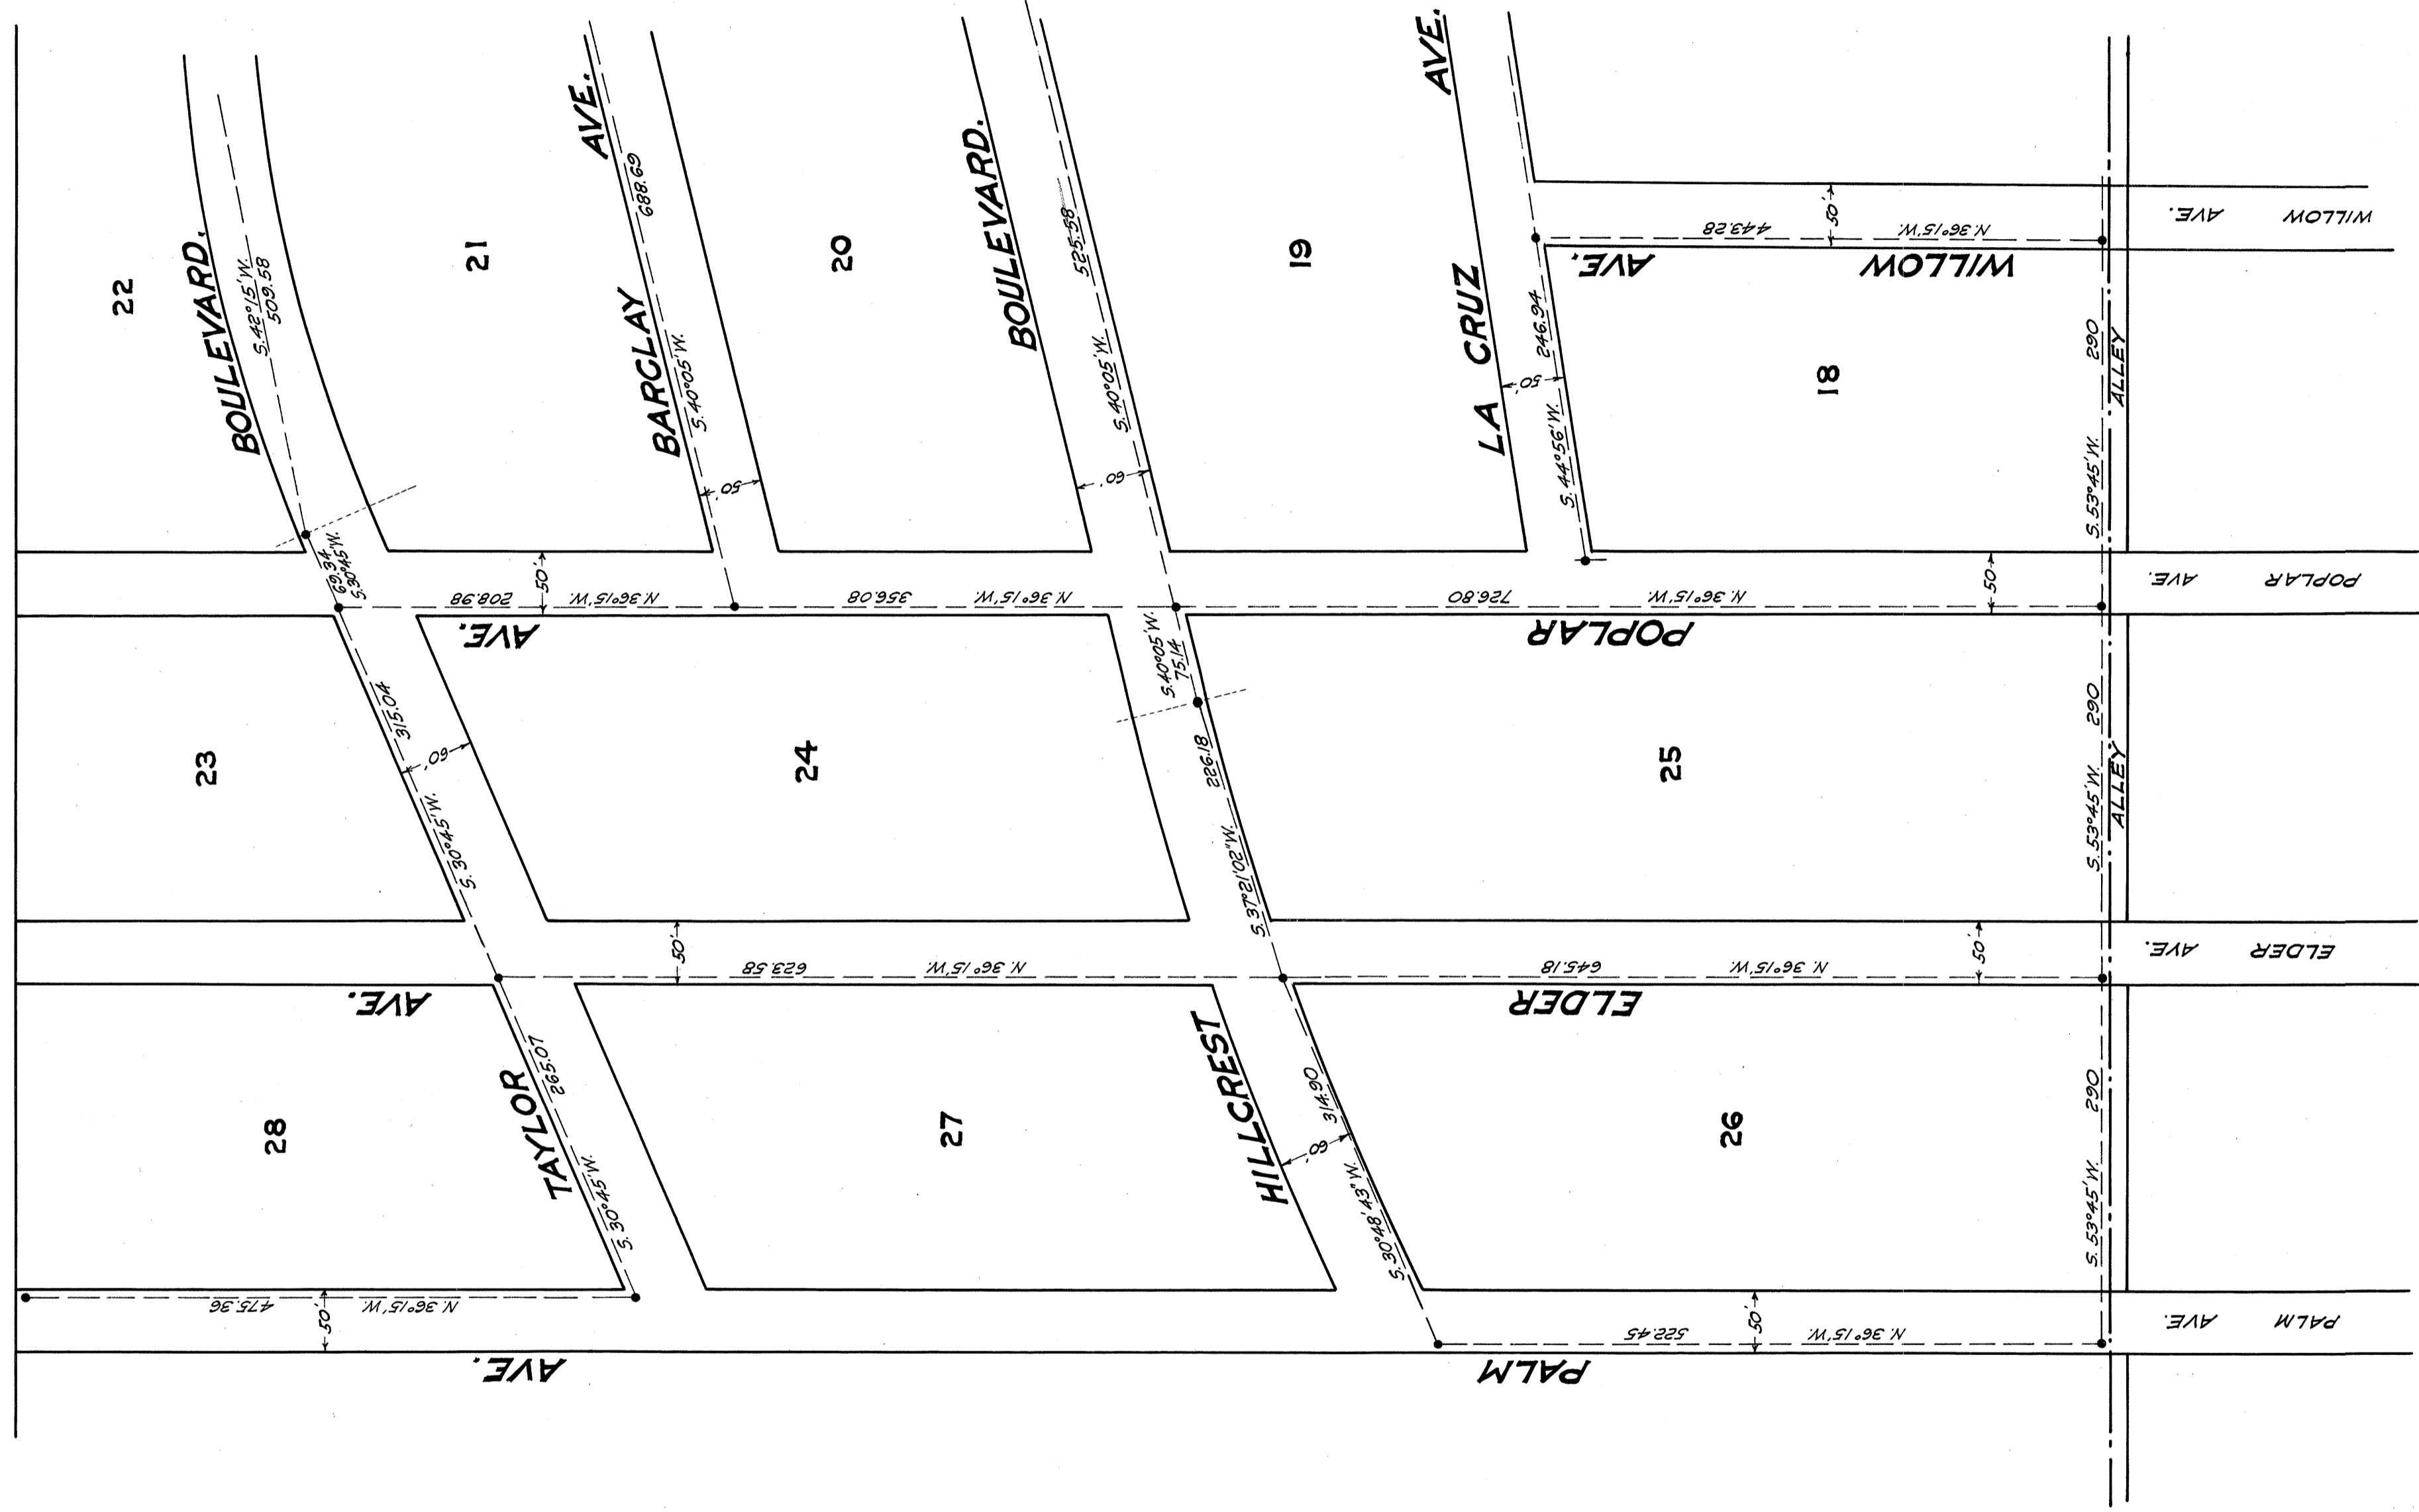 22
BOULEVARD.
S.42°15'W.
509.58
21
BARCLAY AVE.
S.40°05'W. 688.69
50'
20
BOULEVARD.
S.40°05'W. 525.58
60'
19
LA CRUZ AVE.
S.44°56'W. 246.94
50'
18
WILLOW AVE.
N.36°15'W. 443.28
50'
WILLOW AVE.
S.53°45'W. 290
ALLEY
69.34
S.30°45'W.
N.36°15'W. 208.98
50'
N.36°15'W. 356.08
N.36°15'W. 726.80
50'
POPLAR AVE.
POPLAR AVE.
23
S.30°45'W. 315.04
60'
24
S.40°05'W.
75.14
S.37°21'02"W. 226.18
25
S.53°45'W. 290
ALLEY
N.36°15'W. 623.58
50'
N.36°15'W. 645.18
50'
ELDER AVE.
ELDER AVE.
28
TAYLOR
S.30°45'W. 265.07
27
HILLCREST
S.30°48'43"W. 314.90
60'
26
S.53°45'W. 290
N.36°15'W. 475.36
50'
N.36°15'W. 522.45
50'
PALM AVE.
PALM AVE.